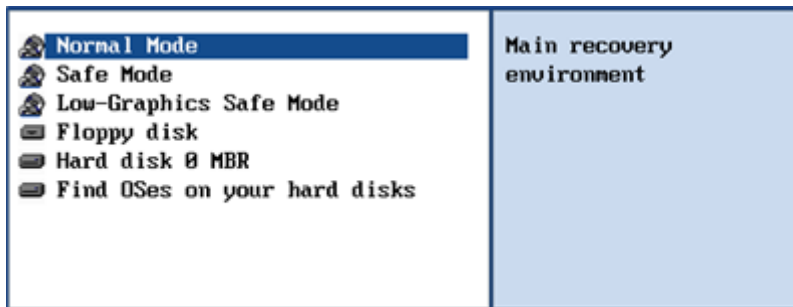 Normal Mode
Safe Mode
Low-Graphics Safe Mode
Floppy disk
Hard disk 0 MBR
Find OSes on your hard disks
Main recovery
environment